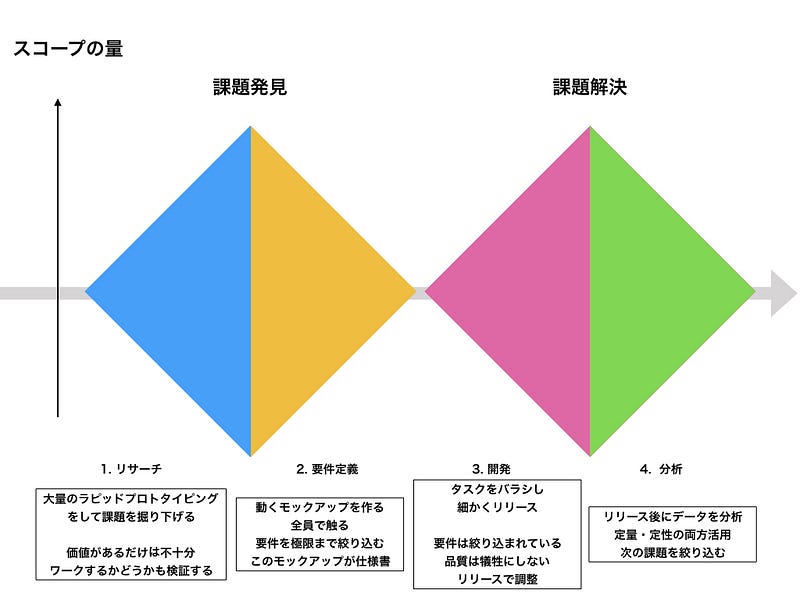 スコープの量
課題発見
課題解決
1. リサーチ
大量のラピッドプロトタイピング
をして課題を掘り下げる
価値があるだけは不十分
ワークするかどうかも検証する
2. 要件定義
動くモックアップを作る
全員で触る
要件を極限まで絞り込む
このモックアップが仕様書
3. 開発
タスクをバラシし
細かくリリース
要件は絞り込まれている
品質は犠牲にしない
リリースで調整
4. 分析
リリース後にデータを分析
定量・定性の両方活用
次の課題を絞り込む